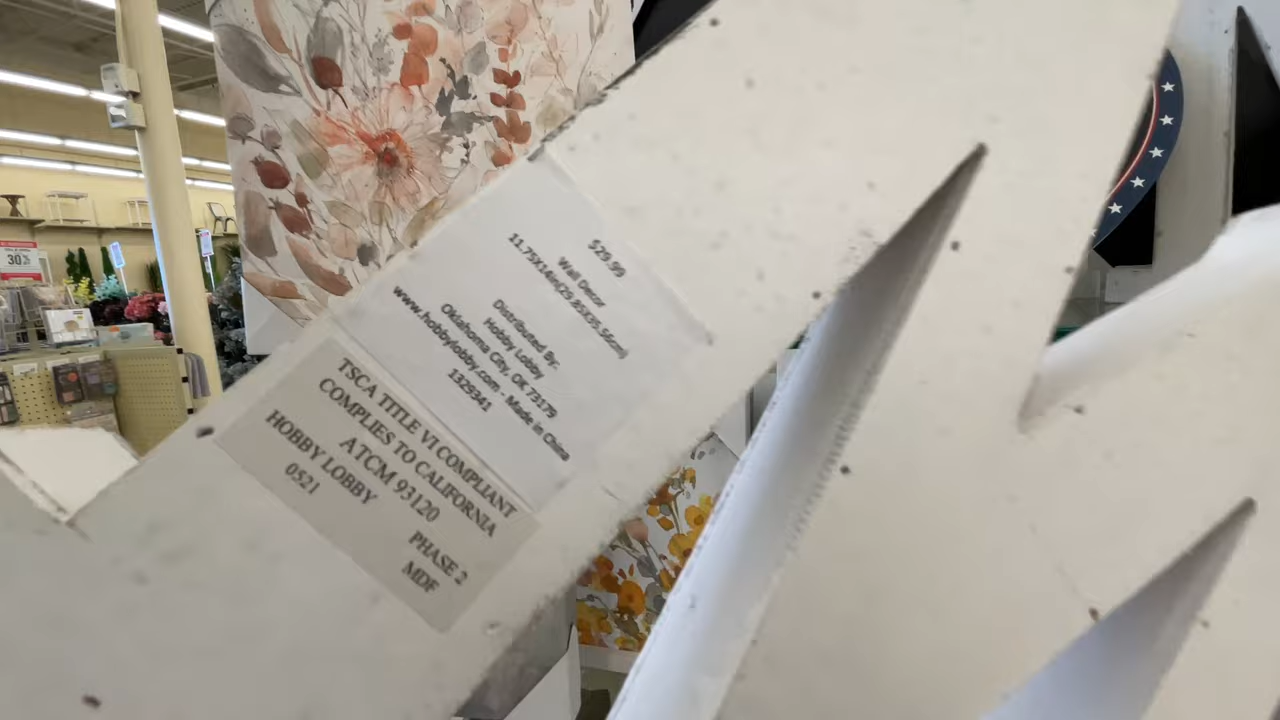 $29.99
Wall Decor
11.75X14in(29.85X35.56cm)
Distributed By:
Hobby Lobby
Oklahoma City, OK 73179
www.hobbylobby.com - Made in China
1329341
TSCA TITLE VI COMPLIANT
COMPLIES TO CALIFORNIA
ATCM 93120
HOBBY LOBBY PHASE 2
0521 MDF
30%